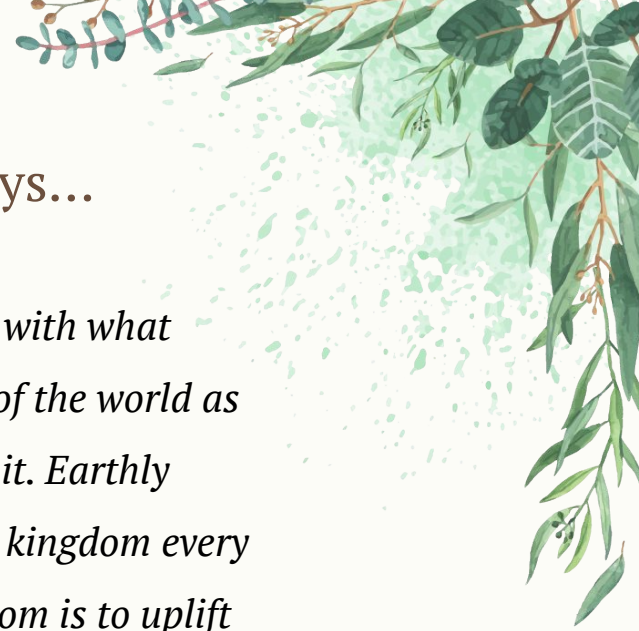 ys...
with what
of the world as
it. Earthly
kingdom every
om is to uplift